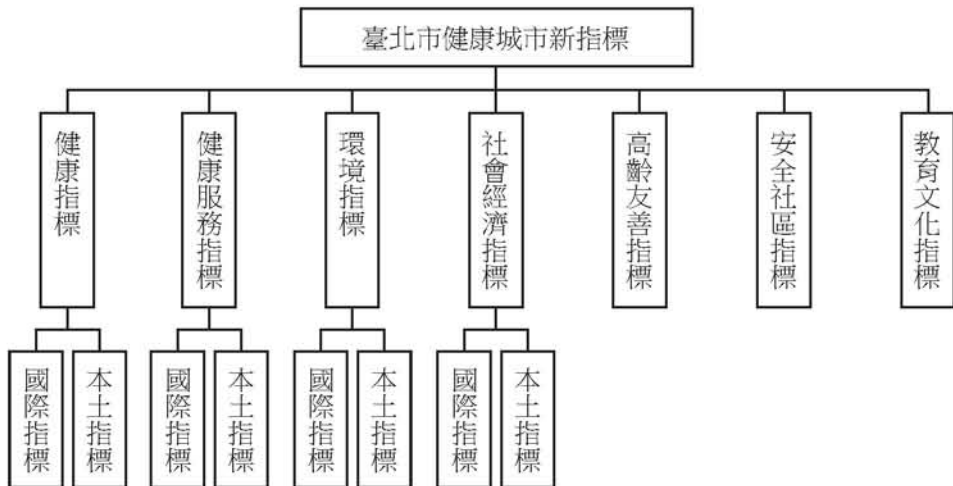 臺北市健康城市新指標
健康指標
健康服務指標
環境指標
社會經濟指標
高齡友善指標
安全社區指標
教育文化指標
國際指標
本土指標
國際指標
本土指標
國際指標
本土指標
國際指標
本土指標